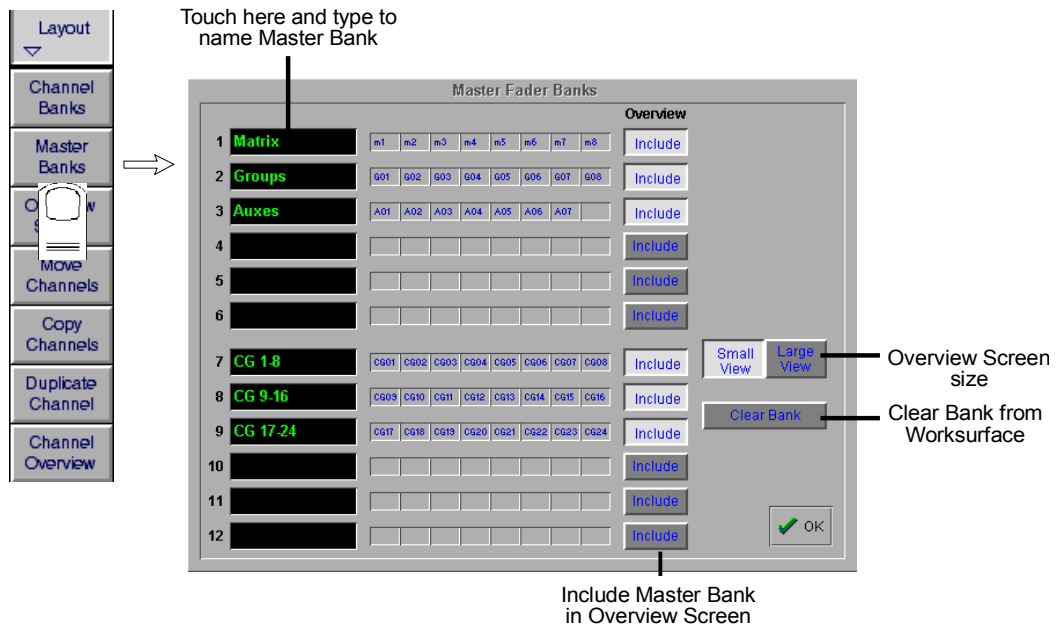 Layout
Channel
Banks
Master
Banks
Move
Channels
Copy
Channels
Duplicate
Channel
Channel
Overview
Touch here and type to
name Master Bank
Master Fader Banks
Overview
1 Matrix m1 m2 m3 m4 m5 m6 m7 m8 Include
2 Groups G01 G02 G03 G04 G05 G06 G07 G08 Include
3 Auxes A01 A02 A03 A04 A05 A06 A07 Include
4 Include
5 Include
6 Include
7 CG 1-8 CG01 CG02 CG03 CG04 CG05 CG06 CG07 CG08 Include
8 CG 9-16 CG09 CG10 CG11 CG12 CG13 CG14 CG15 CG16 Include
9 CG 17-24 CG17 CG18 CG19 CG20 CG21 CG22 CG23 CG24 Include
10 Include
11 Include
12 Include
Small
View
Large
View
Clear Bank
OK
Overview Screen
size
Clear Bank from
Worksurface
Include Master Bank
in Overview Screen